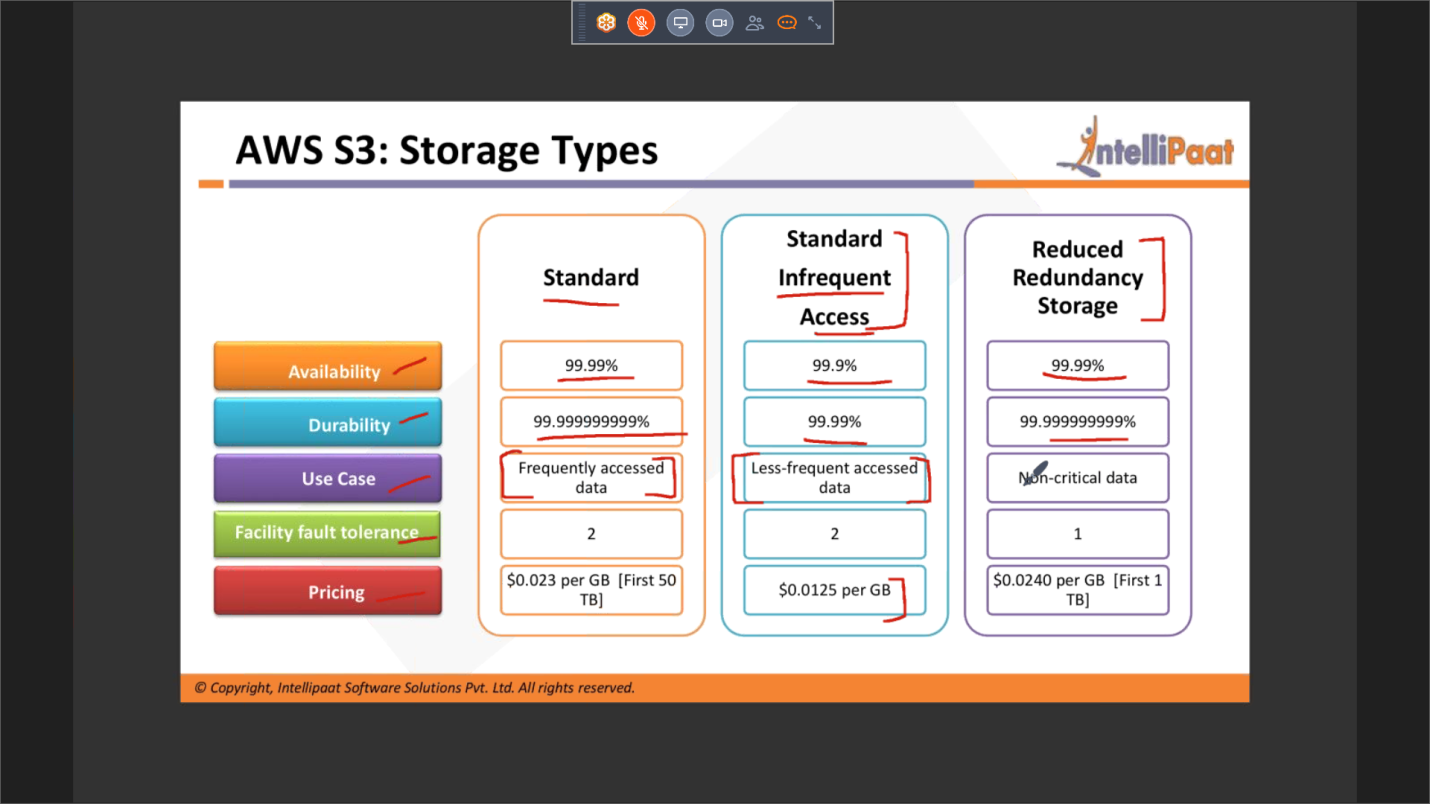 AWS S3: Storage Types
IntelliPaat
Standard
Standard
Infrequent
Access
Reduced
Redundancy
Storage
Availability
99.99%
99.9%
99.99%
Durability
99.999999999%
99.99%
99.999999999%
Use Case
Frequently accessed
data
Less-frequent accessed
data
Non-critical data
Facility fault tolerance
2
2
1
Pricing
$0.023 per GB [First 50
TB]
$0.0125 per GB
$0.0240 per GB [First 1
TB]
© Copyright, Intellipaat Software Solutions Pvt. Ltd. All rights reserved.